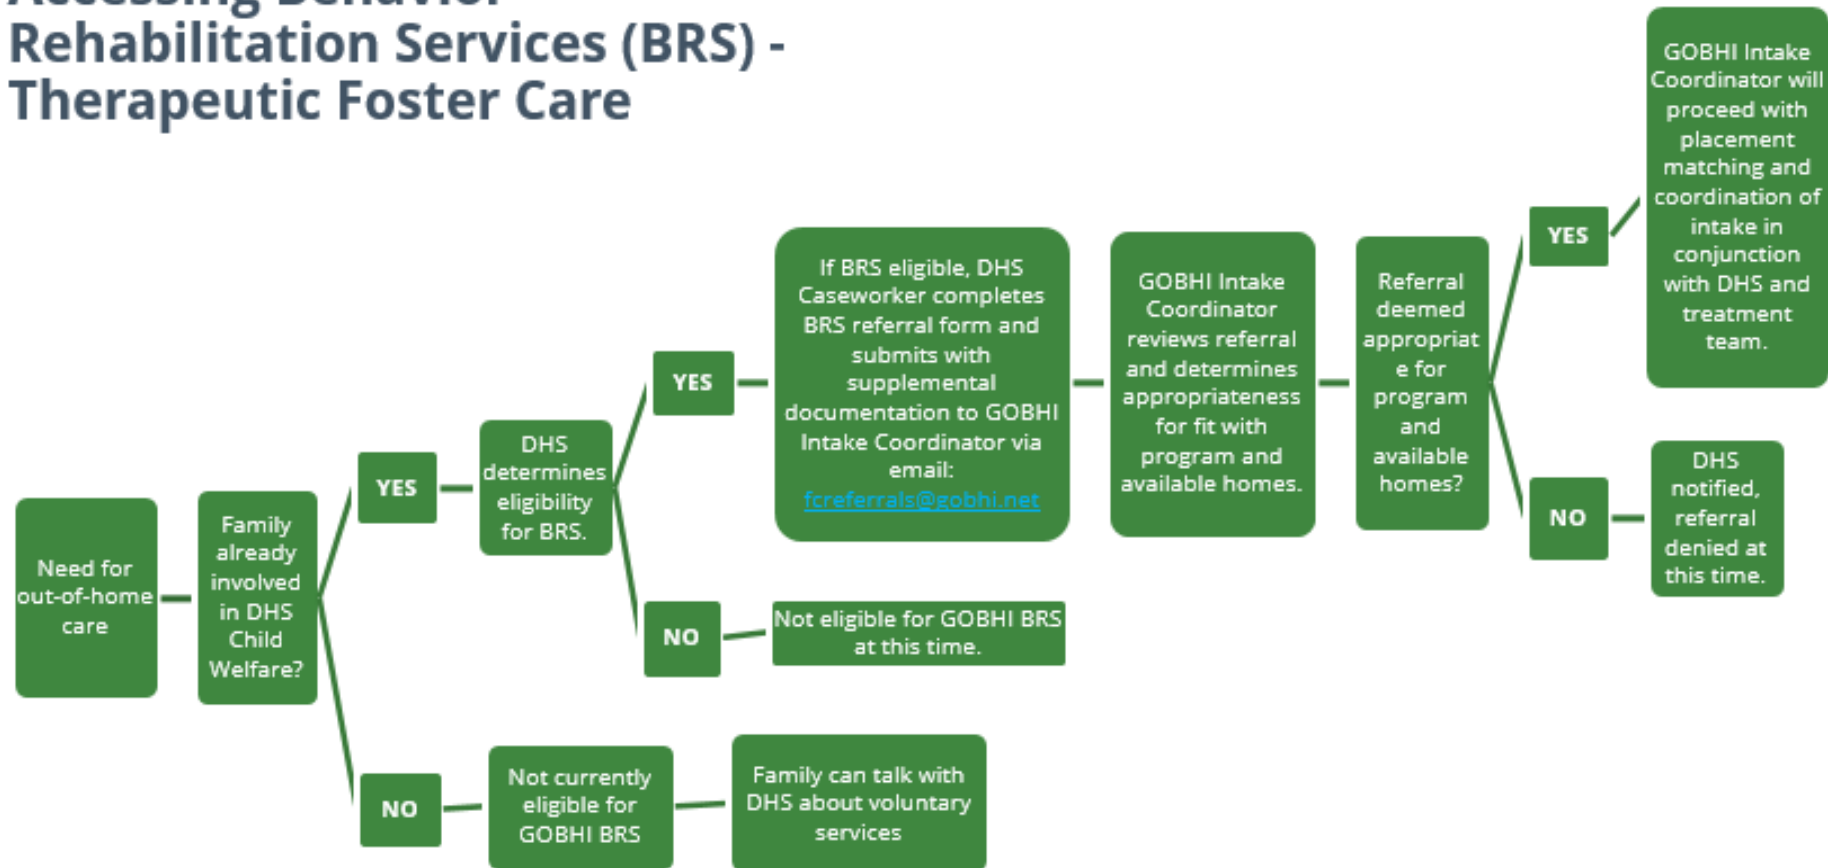 Accessing Behavior
Rehabilitation Services (BRS) -
Therapeutic Foster Care
Need for
out-of-home
care
Family
already
involved
in DHS
Child
Welfare?
YES
DHS
determines
eligibility
for BRS.
YES
If BRS eligible, DHS
Caseworker completes
BRS referral form and
submits with
supplemental
documentation to GOBHI
Intake Coordinator via
email:
fcreferrals@gobhi.net
GOBHI Intake
Coordinator
reviews referral
and determines
appropriateness
for fit with
program and
available homes.
Referral
deemed
appropriat
e for
program
and
available
homes?
YES
GOBHI Intake
Coordinator will
proceed with
placement
matching and
coordination of
intake in
conjunction
with DHS and
treatment
team.
NO
DHS
notified,
referral
denied at
this time.
NO
Not eligible for GOBHI BRS
at this time.
NO
Not currently
eligible for
GOBHI BRS
Family can talk with
DHS about voluntary
services